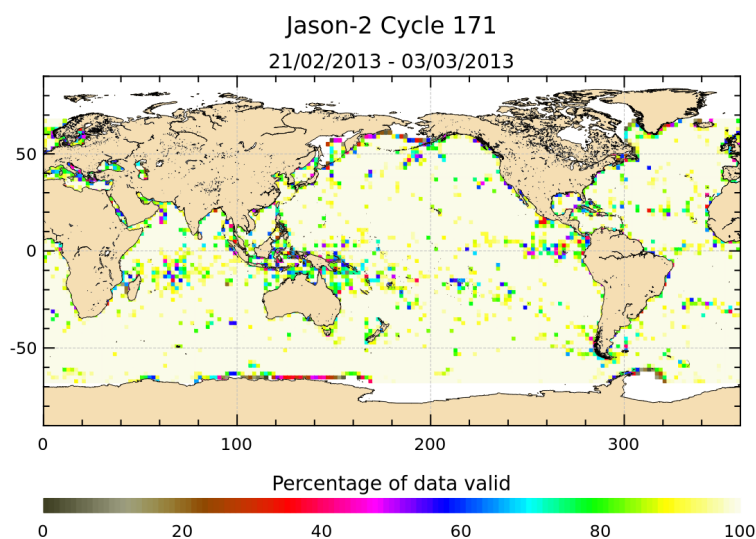 Jason-2 Cycle 171
21/02/2013 - 03/03/2013
50
0
-50
0 100 200 300
Percentage of data valid
0 20 40 60 80 100